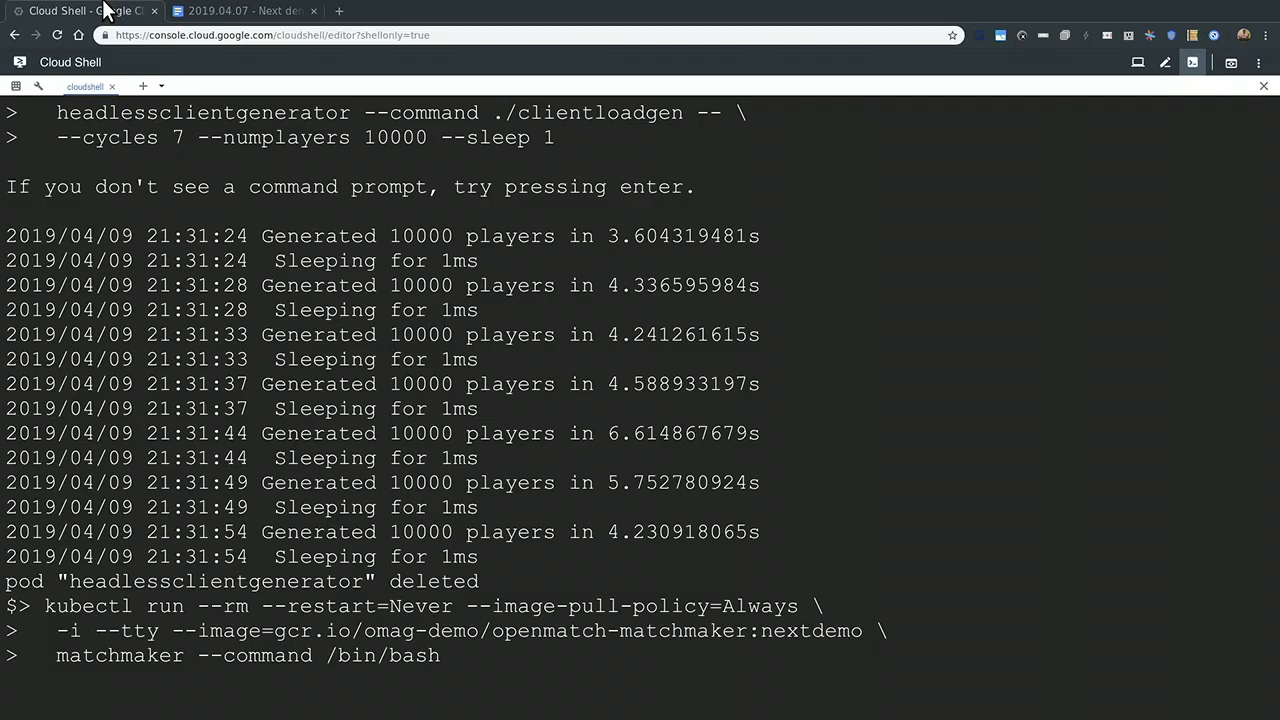 Cloud Shell - Google Cl
2019.04.07 - Next den
https://console.cloud.google.com/cloudshell/editor?shellonly=true
Cloud Shell
cloudshell
> headlessclientgenerator --command ./clientloadgen -- \
> --cycles 7 --numplayers 10000 --sleep 1
If you don't see a command prompt, try pressing enter.
2019/04/09 21:31:24 Generated 10000 players in 3.604319481s
2019/04/09 21:31:24  Sleeping for 1ms
2019/04/09 21:31:28 Generated 10000 players in 4.336595984s
2019/04/09 21:31:28  Sleeping for 1ms
2019/04/09 21:31:33 Generated 10000 players in 4.241261615s
2019/04/09 21:31:33  Sleeping for 1ms
2019/04/09 21:31:37 Generated 10000 players in 4.588933197s
2019/04/09 21:31:37  Sleeping for 1ms
2019/04/09 21:31:44 Generated 10000 players in 6.614867679s
2019/04/09 21:31:44  Sleeping for 1ms
2019/04/09 21:31:49 Generated 10000 players in 5.752780924s
2019/04/09 21:31:49  Sleeping for 1ms
2019/04/09 21:31:54 Generated 10000 players in 4.230918065s
2019/04/09 21:31:54  Sleeping for 1ms
pod "headlessclientgenerator" deleted
$> kubectl run --rm --restart=Never --image-pull-policy=Always \
> -i --tty --image=gcr.io/omag-demo/openmatch-matchmaker:nextdemo \
> matchmaker --command /bin/bash